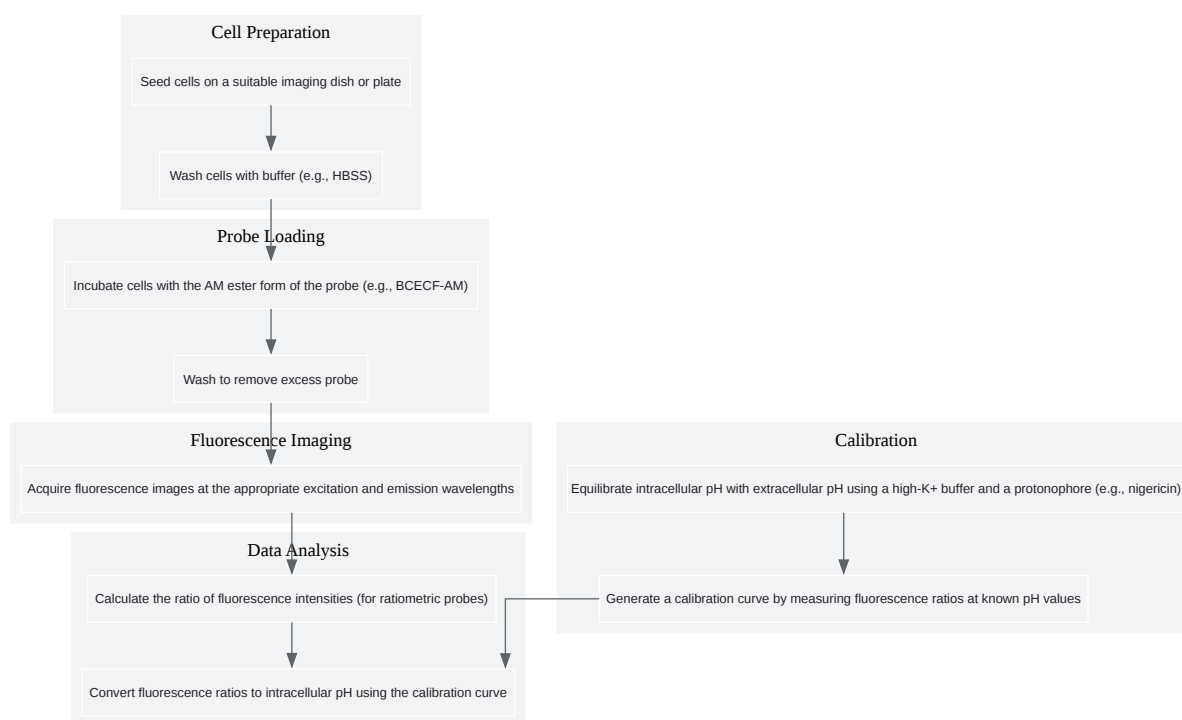 Cell Preparation
Seed cells on a suitable imaging dish or plate
Wash cells with buffer (e.g., HBSS)
Probe Loading
Incubate cells with the AM ester form of the probe (e.g., BCECF-AM)
Wash to remove excess probe
Fluorescence Imaging
Acquire fluorescence images at the appropriate excitation and emission wavelengths
Calibration
Equilibrate intracellular pH with extracellular pH using a high-K+ buffer and a protonophore (e.g., nigericin)
Generate a calibration curve by measuring fluorescence ratios at known pH values
Data Analysis
Calculate the ratio of fluorescence intensities (for ratiometric probes)
Convert fluorescence ratios to intracellular pH using the calibration curve